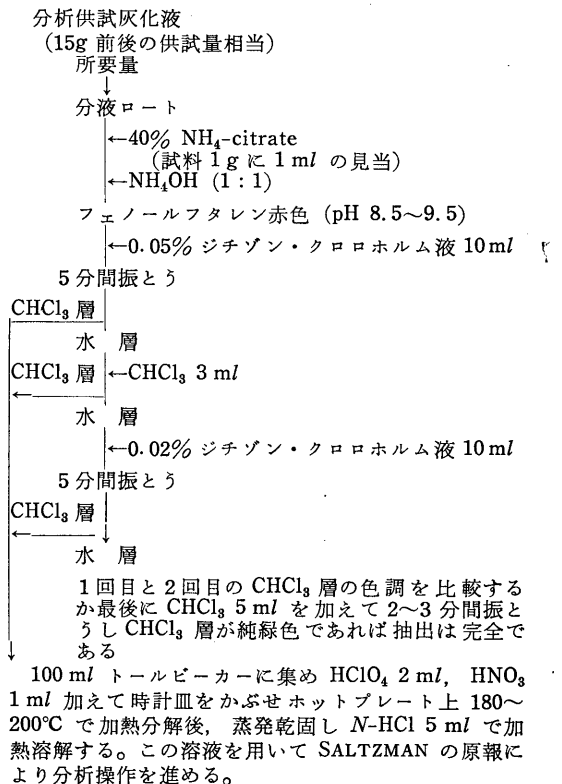 分析供試灰化液
(15g 前後の供試量相当)
所要量
↓
分液ロート
←40% NH₄-citrate
(試料 1 g に 1 ml の見当)
←NH₄OH (1 : 1)
フェノールフタレン赤色 (pH 8.5~9.5)
←0.05% ジチゾン・クロロホルム液 10 ml
5 分間振とう
CHCl₃ 層
水 層
CHCl₃ 層 ←CHCl₃ 3 ml
←
水 層
←0.02% ジチゾン・クロロホルム液 10 ml
5 分間振とう
CHCl₃ 層
← ↓
水 層
1 回目と 2 回目の CHCl₃ 層の色調を比較する
か最後に CHCl₃ 5 ml を加えて 2~3 分間振と
うし CHCl₃ 層が純緑色であれば抽出は完全で
ある
↓
100 ml トールビーカーに集め HClO₄ 2 ml, HNO₃
1 ml 加えて時計皿をかぶせホットプレート上 180~
200℃ で加熱分解後, 蒸発乾固し N-HCl 5 ml で加
熱溶解する。この溶液を用いて SALTZMAN の原報に
より分析操作を進める。